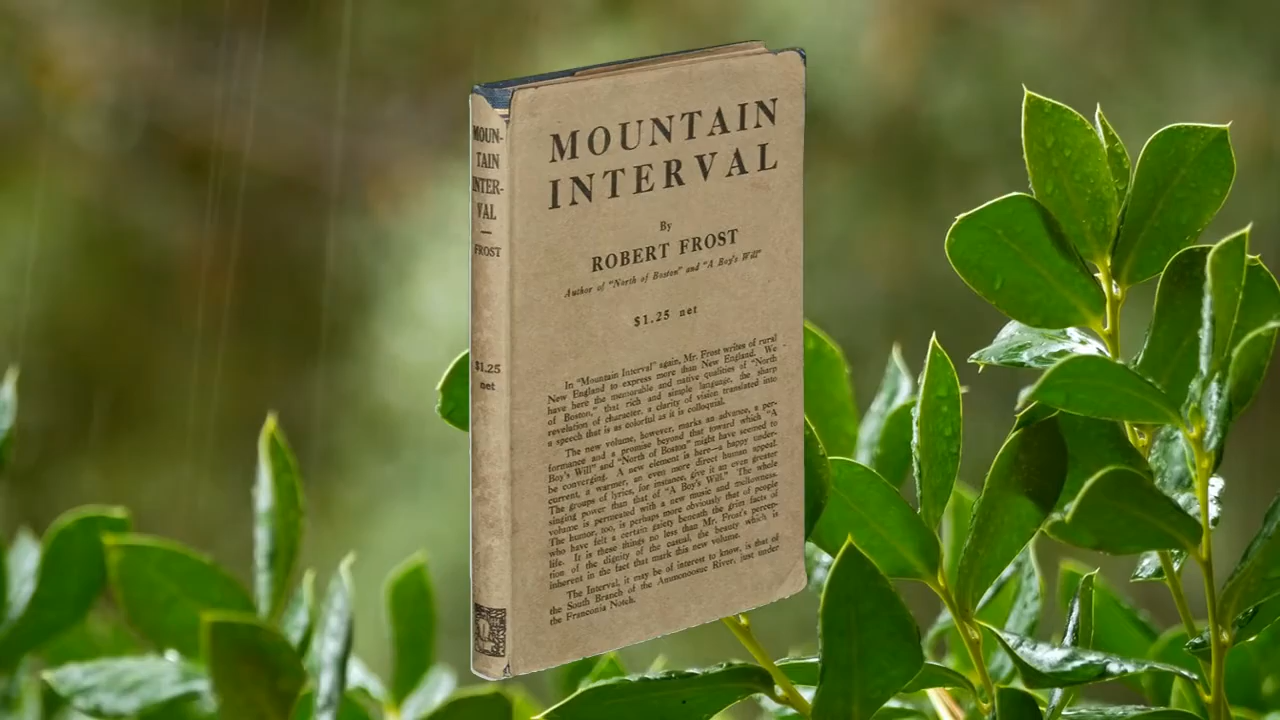 MOUN-
TAIN
INTER-
VAL
—
FROST
$1.25
net
MOUNTAIN
INTERVAL
By
ROBERT FROST
Author of "North of Boston" and "A Boy's Will"
$1.25 net
In "Mountain Interval" again, Mr. Frost writes of rural
New England to express more than New England. We
have here the memorable and native qualities of "North
of Boston," that rich and simple language, the sharp
revelation of character, a clarity of vision translated into
a speech that is as colorful as it is colloquial.
The new volume, however, marks an advance, a per-
formance and a promise beyond that toward which "A
Boy's Will" and "North of Boston" might have seemed to
be converging. A new element is here—a happy under-
current, a warmer, an even more direct human appeal.
The groups of lyrics, for instance, give it an even greater
singing power than that of "A Boy's Will." The whole
volume is permeated with a new music and mellowness.
The humor, too, is perhaps more obviously that of people
who have felt a certain gaiety beneath the grim facts of
life. It is these things no less than Mr. Frost's percep-
tion of the dignity of the casual, the beauty which is
inherent in the fact that mark this new volume.
The Interval, it may be of interest to know, is that of
the South Branch of the Ammonoosuc River, just under
the Franconia Notch.